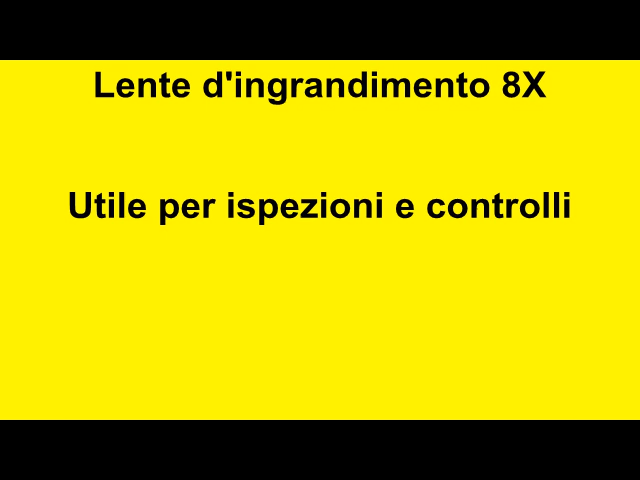 Lente d'ingrandimento 8X
Utile per ispezioni e controlli